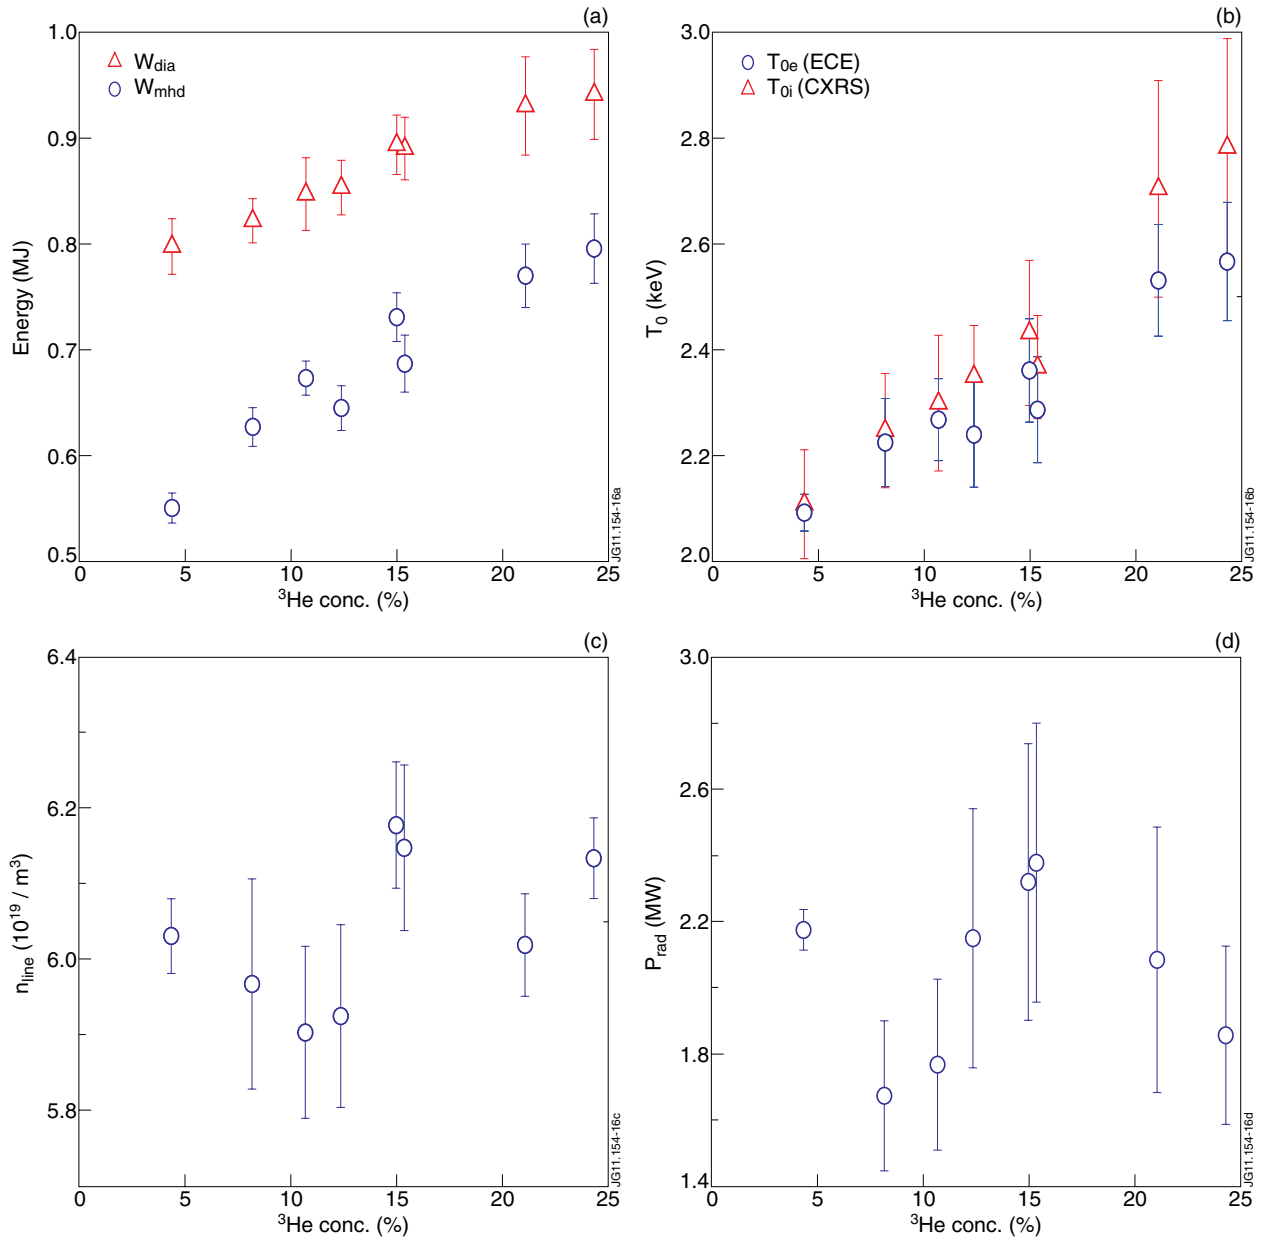 (a)
1.0
0.9
0.8
0.7
0.6
0.5
Energy (MJ)
W_dia
W_mhd
0 5 10 15 20 25
³He conc. (%)
JG11.154-16a
(b)
3.0
2.8
2.6
2.4
2.2
2.0
T₀ (keV)
T₀e (ECE)
T₀i (CXRS)
0 5 10 15 20 25
³He conc. (%)
JG11.154-16b
(c)
6.4
6.2
6.0
5.8
n_line (10¹⁹ / m³)
0 5 10 15 20 25
³He conc. (%)
JG11.154-16c
(d)
3.0
2.6
2.2
1.8
1.4
P_rad (MW)
0 5 10 15 20 25
³He conc. (%)
JG11.154-16d